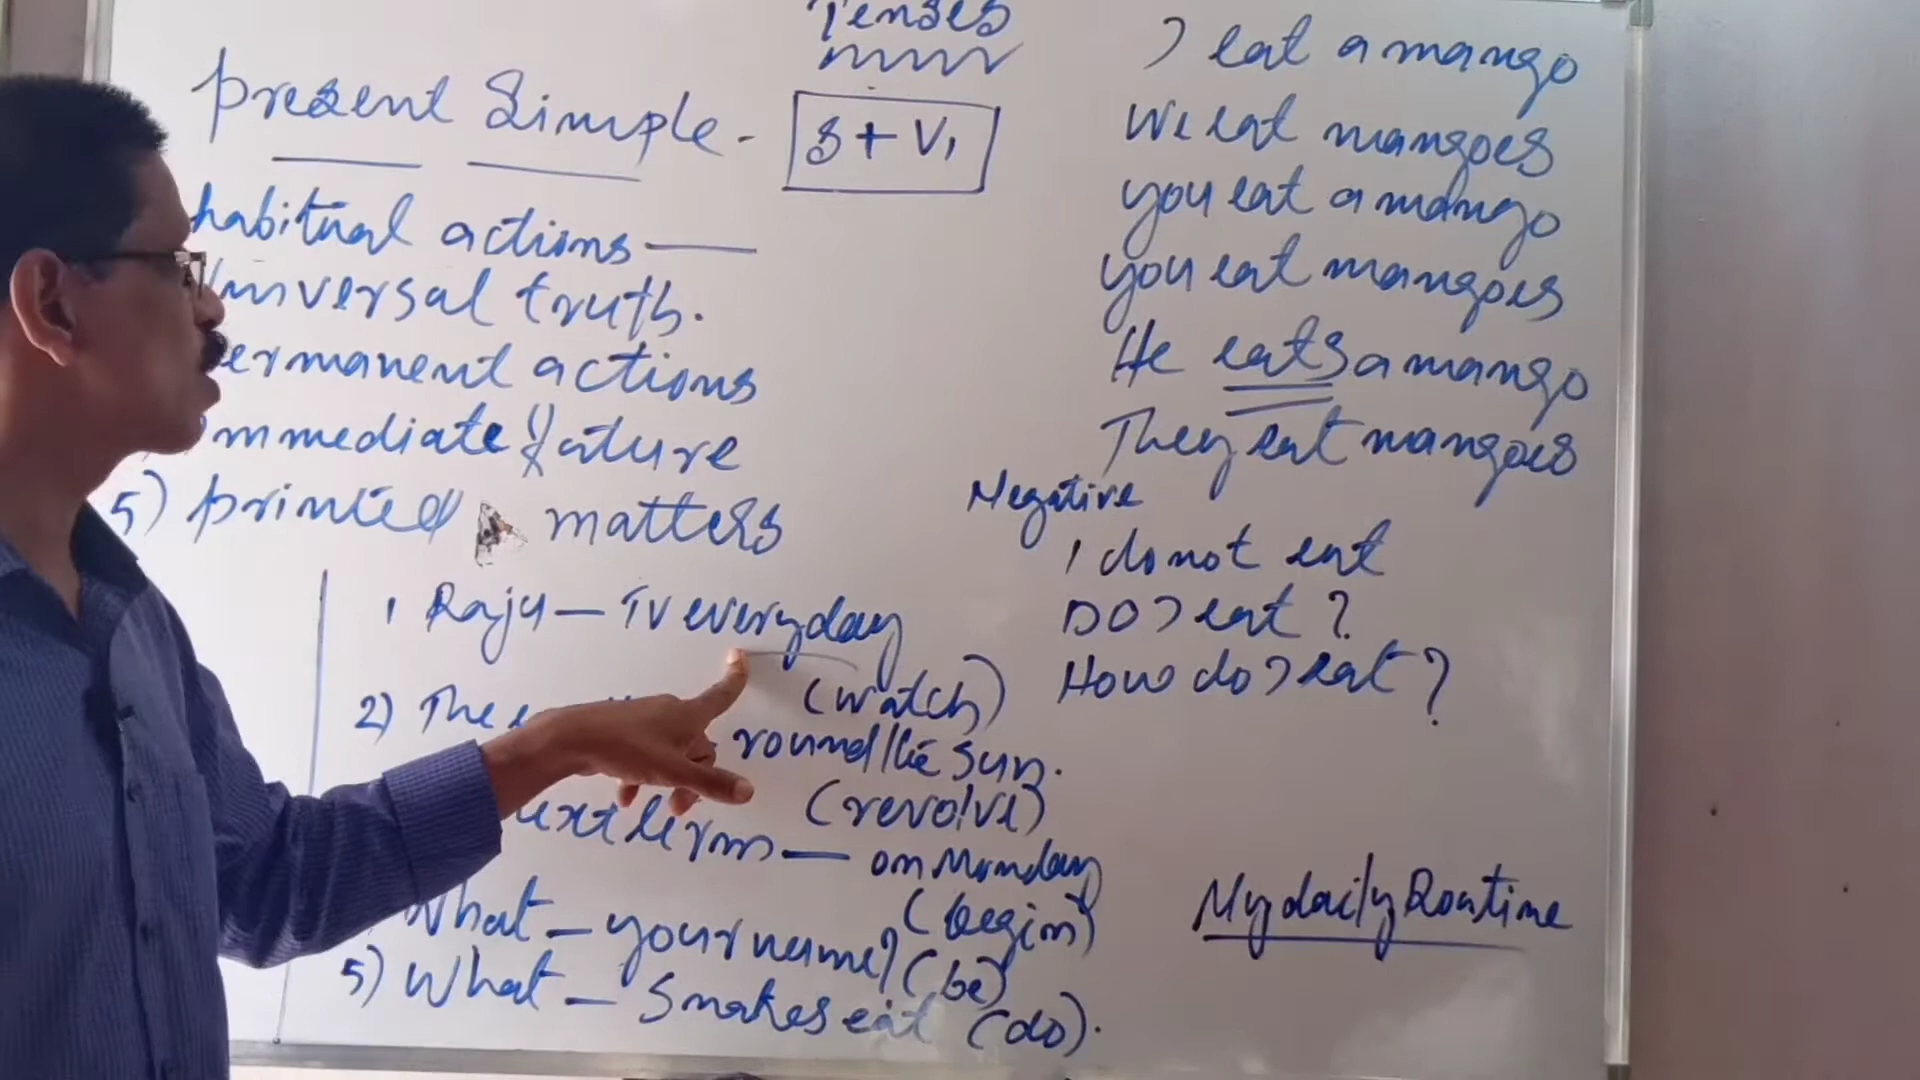 Tenses
Present Simple - S + V1
habitual actions —
Universal truth.
ermanent actions
mmediate future
5) printed matters
1 Raju — TV everyday
(watch)
2) The
round the sun.
(revolve)
ext term — on Monday
(begin)
What — your name? (be)
5) What — Snakes eat (do).
I eat a mango
We eat mangoes
you eat a mango
you eat mangoes
He eats a mango
They eat mangoes
Negative
I do not eat
DO I eat ?
How do I eat ?
My daily Routine